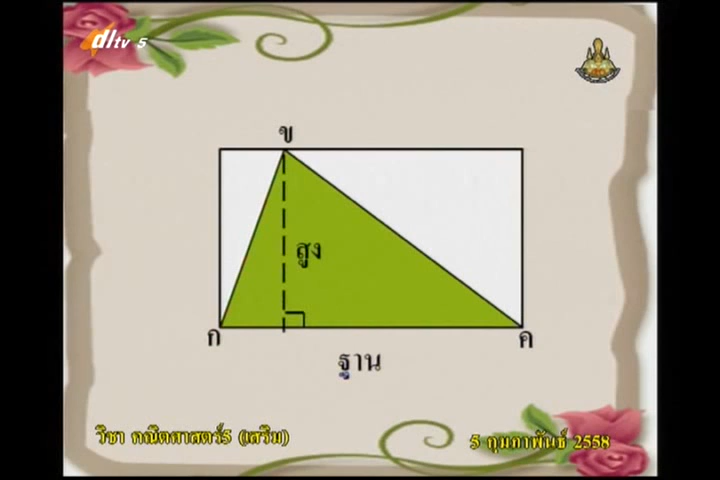 dltv 5
ข
สูง
ก
ค
ฐาน
วิชา คณิตศาสตร์5 (เสริม)
5 กุมภาพันธ์ 2558